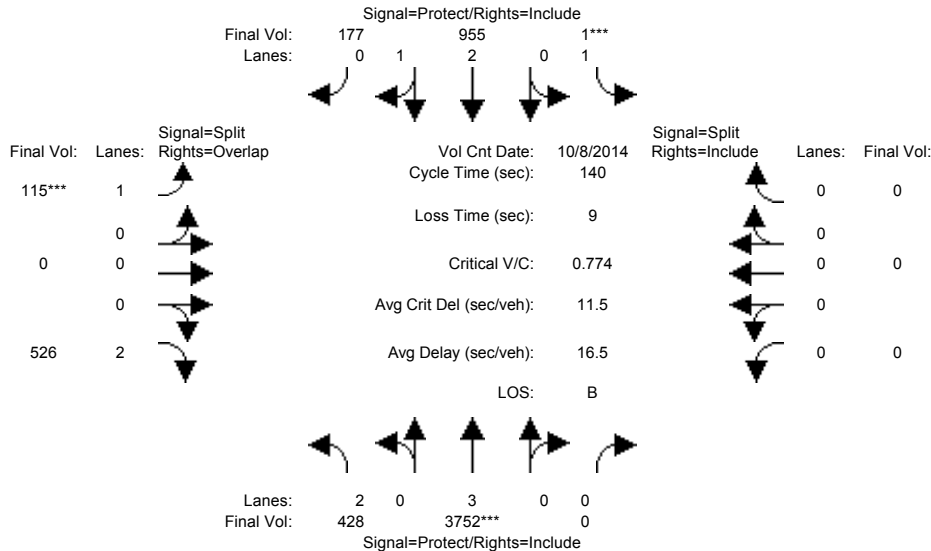 Signal=Protect/Rights=Include
Final Vol: 177 955 1***
Lanes: 0 1 2 0 1
Signal=Split Signal=Split
Final Vol: Lanes: Rights=Overlap Vol Cnt Date: 10/8/2014 Rights=Include Lanes: Final Vol:
Cycle Time (sec): 140
115*** 1 0 0
Loss Time (sec): 9
0 0
0 0 Critical V/C: 0.774 0 0
0 Avg Crit Del (sec/veh): 11.5 0
526 2 Avg Delay (sec/veh): 16.5 0 0
LOS: B
Lanes: 2 0 3 0 0
Final Vol: 428 3752*** 0
Signal=Protect/Rights=Include